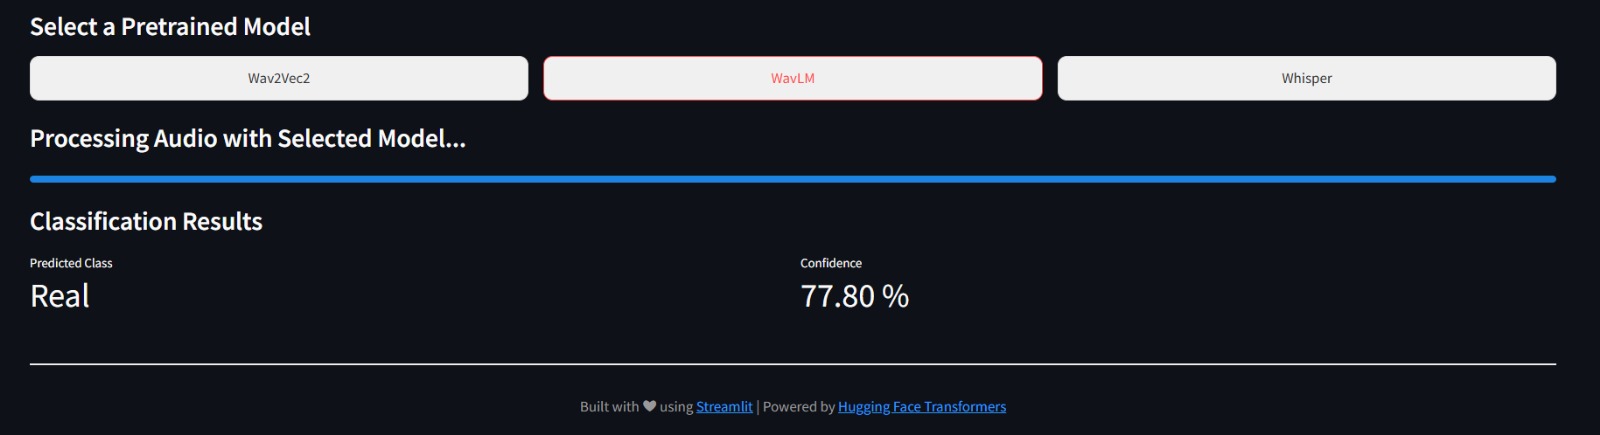 Select a Pretrained Model
Wav2Vec2
WavLM
Whisper
Processing Audio with Selected Model...
Classification Results
Predicted Class
Confidence
Real
77.80 %
Built with ♥ using Streamlit | Powered by Hugging Face Transformers